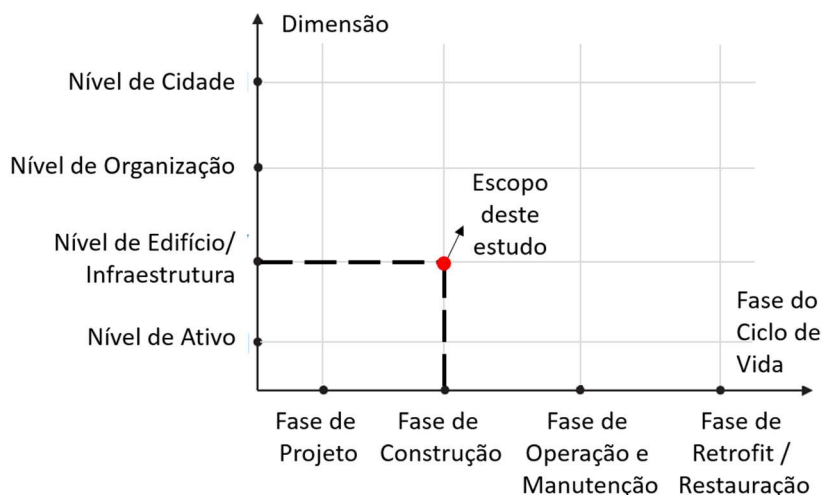 Dimensão
Nível de Cidade
Nível de Organização
Escopo
deste
estudo
Nível de Edifício/
Infraestrutura
Nível de Ativo
Fase do
Ciclo de
Vida
Fase de
Projeto
Fase de
Construção
Fase de
Operação e
Manutenção
Fase de
Retrofit /
Restauração